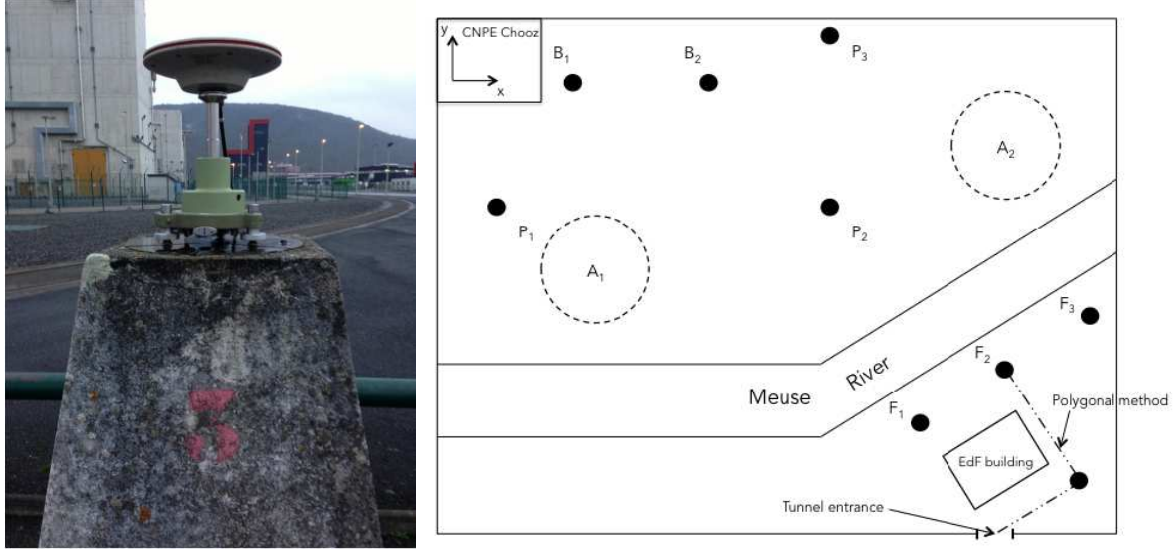 3
CNPE Chooz
y
x
B1
B2
P3
A2
P1
P2
A1
F3
F2
River
Meuse
F1
Polygonal method
EdF building
Tunnel entrance